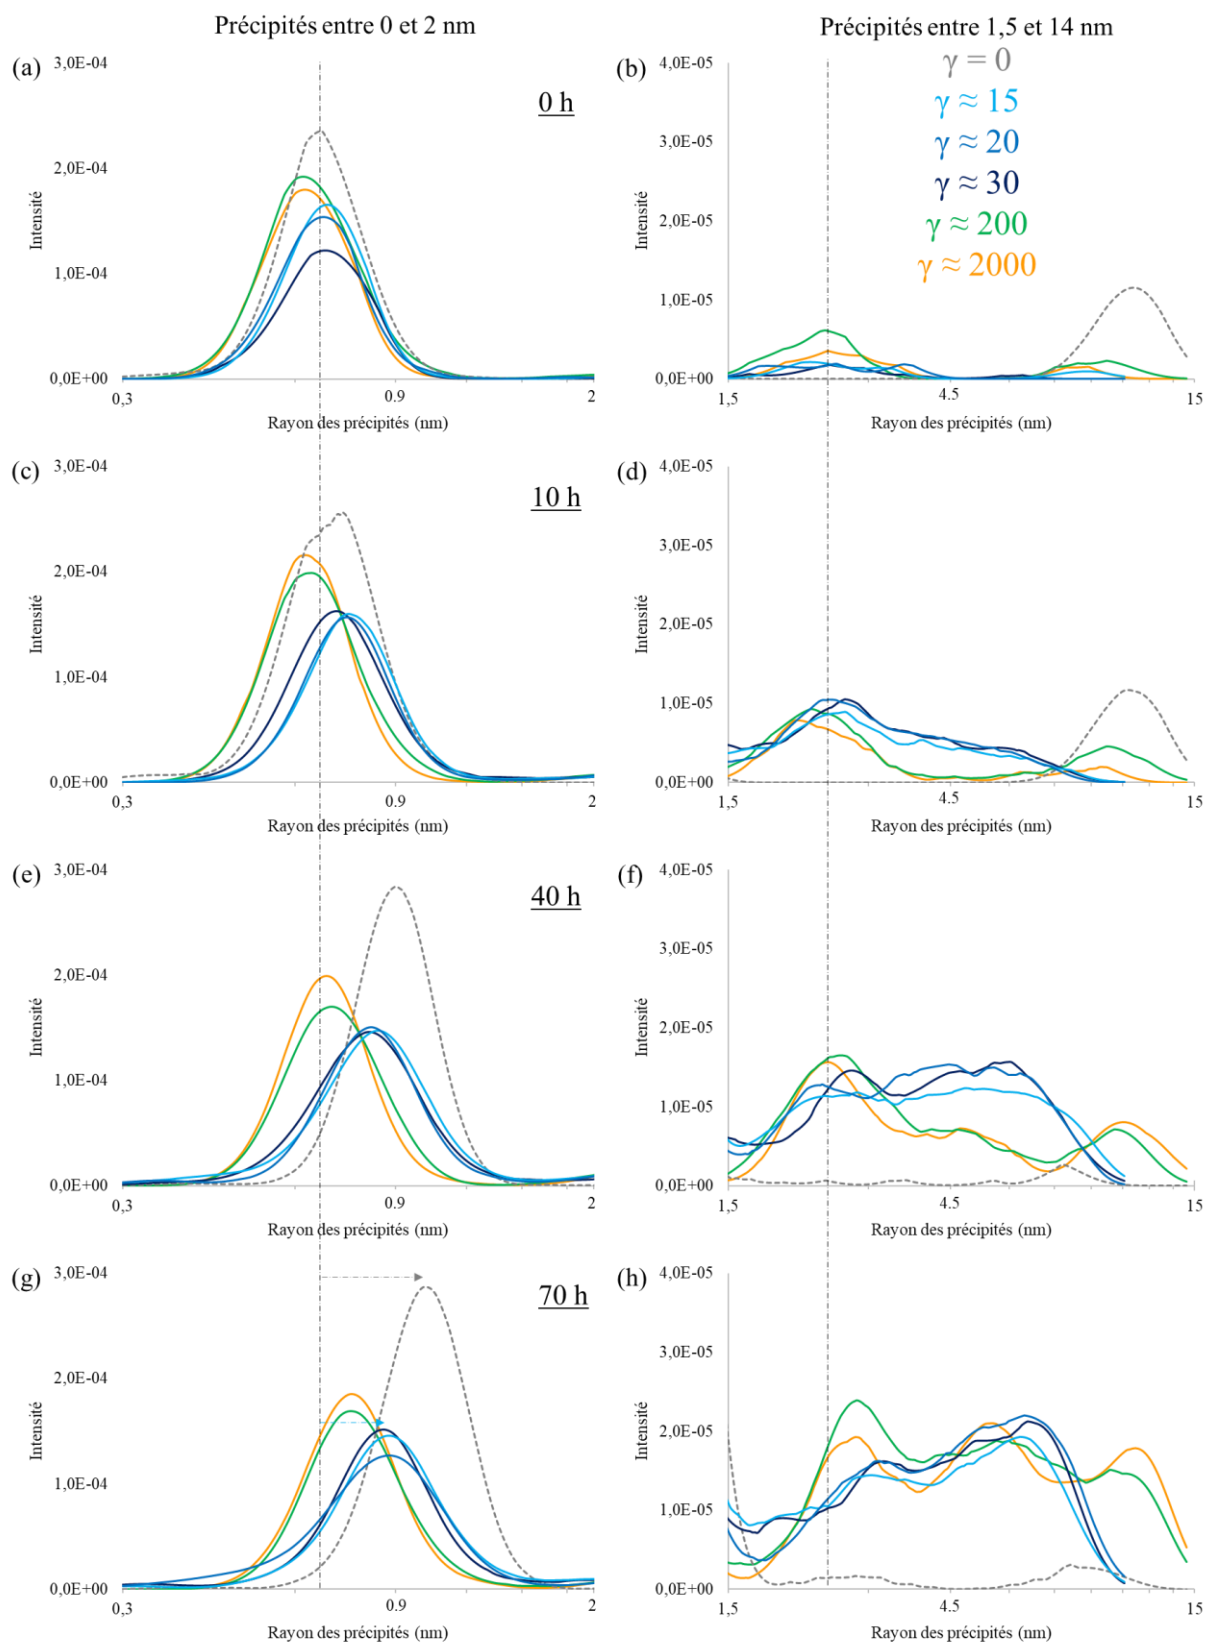 Précipités entre 0 et 2 nm
Précipités entre 1,5 et 14 nm
(a)
3,0E-04
2,0E-04
1,0E-04
0,0E+00
Intensité
0 h
0,3
0.9
2
Rayon des précipités (nm)
(b)
4,0E-05
3,0E-05
2,0E-05
1,0E-05
0,0E+00
Intensité
γ = 0
γ ≈ 15
γ ≈ 20
γ ≈ 30
γ ≈ 200
γ ≈ 2000
1,5
4.5
15
Rayon des précipités (nm)
(c)
3,0E-04
2,0E-04
1,0E-04
0,0E+00
Intensité
10 h
0,3
0.9
2
Rayon des précipités (nm)
(d)
4,0E-05
3,0E-05
2,0E-05
1,0E-05
0,0E+00
Intensité
1,5
4.5
15
Rayon des précipités (nm)
(e)
3,0E-04
2,0E-04
1,0E-04
0,0E+00
Intensité
40 h
0,3
0.9
2
Rayon des précipités (nm)
(f)
4,0E-05
3,0E-05
2,0E-05
1,0E-05
0,0E+00
Intensité
1,5
4.5
15
Rayon des précipités (nm)
(g)
3,0E-04
2,0E-04
1,0E-04
0,0E+00
Intensité
70 h
0,3
0.9
2
Rayon des précipités (nm)
(h)
4,0E-05
3,0E-05
2,0E-05
1,0E-05
0,0E+00
Intensité
1,5
4.5
15
Rayon des précipités (nm)